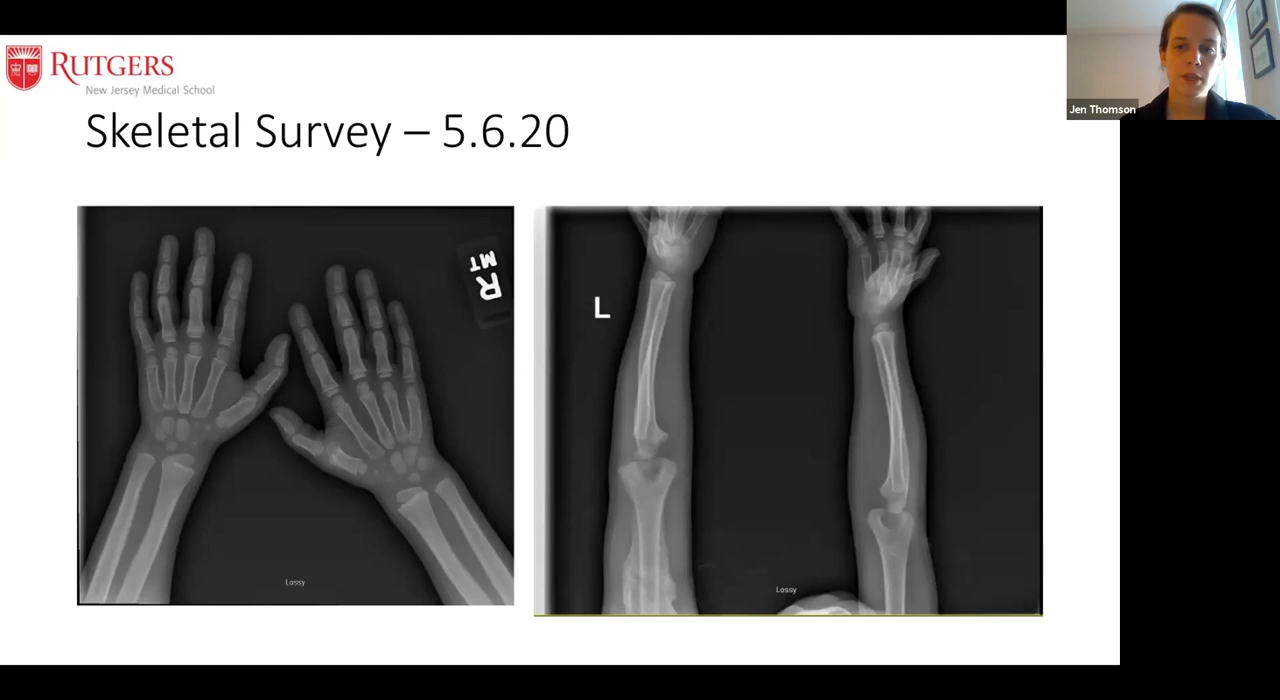 RUTGERS
New Jersey Medical School
Skeletal Survey – 5.6.20
Jen Thomson
R
MT
L
Lossy
Lossy